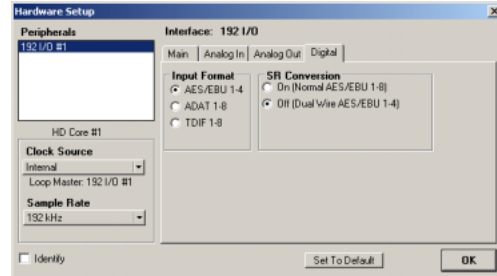 Hardware Setup
Peripherals
192 I/O #1
HD Core #1
Clock Source
Internal
Loop Master: 192 I/O #1
Sample Rate
192 kHz
Identify
Interface: 192 I/O
Main Analog In Analog Out Digital
Input Format
AES/EBU 1-4
ADAT 1-8
TDIF 1-8
SR Conversion
On (Normal AES/EBU 1-8)
Off (Dual Wire AES/EBU 1-4)
Set To Default
OK